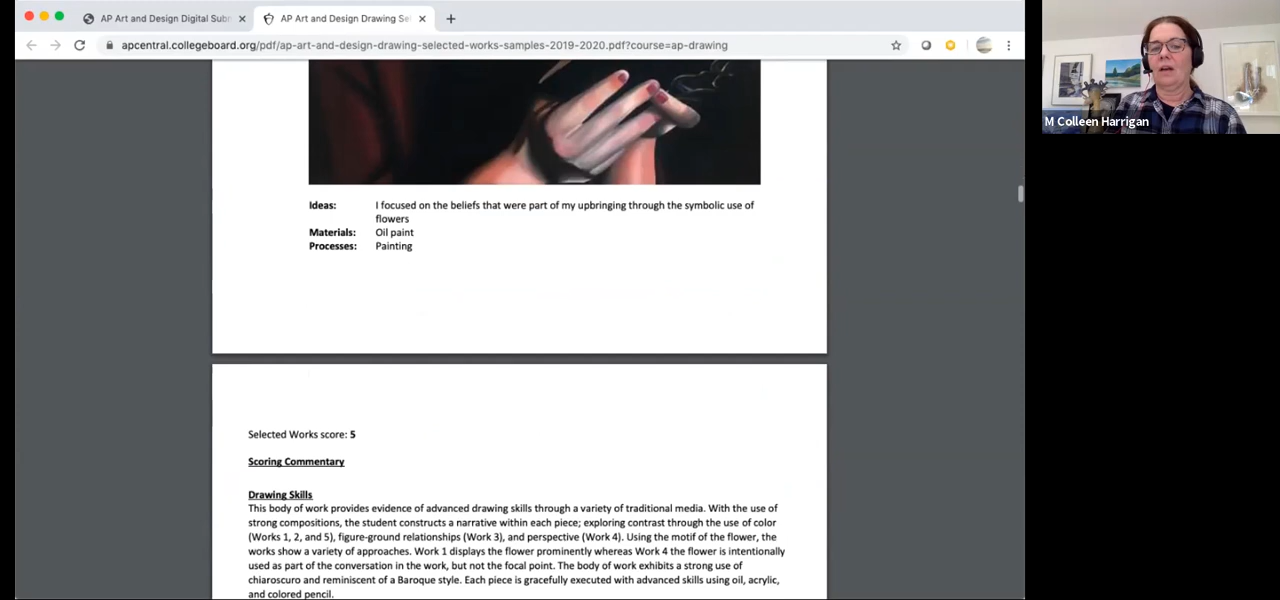 AP Art and Design Digital Subm
AP Art and Design Drawing Se
apcentral.collegeboard.org/pdf/ap-art-and-design-drawing-selected-works-samples-2019-2020.pdf?course=ap-drawing
M Colleen Harrigan
Ideas: I focused on the beliefs that were part of my upbringing through the symbolic use of
flowers
Materials: Oil paint
Processes: Painting
Selected Works score: 5
Scoring Commentary
Drawing Skills
This body of work provides evidence of advanced drawing skills through a variety of traditional media. With the use of
strong compositions, the student constructs a narrative within each piece; exploring contrast through the use of color
(Works 1, 2, and 5), figure-ground relationships (Work 3), and perspective (Work 4). Using the motif of the flower, the
works show a variety of approaches. Work 1 displays the flower prominently whereas Work 4 the flower is intentionally
used as part of the conversation in the work, but not the focal point. The body of work exhibits a strong use of
chiaroscuro and reminiscent of a Baroque style. Each piece is gracefully executed with advanced skills using oil, acrylic,
and colored pencil.